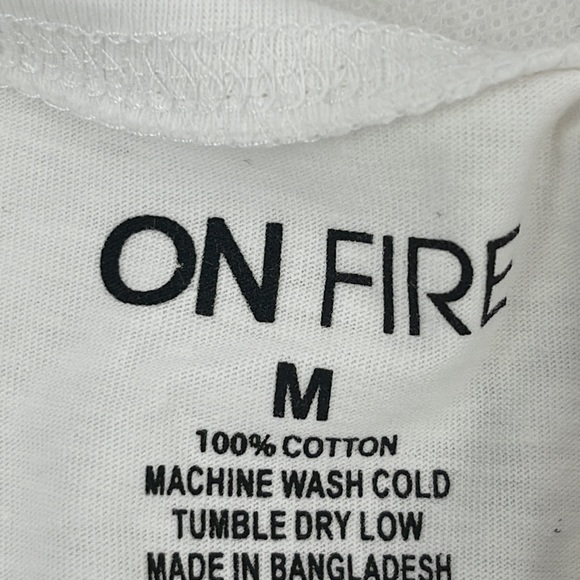 ON FIRE
M
100% COTTON
MACHINE WASH COLD
TUMBLE DRY LOW
MADE IN BANGLADESH